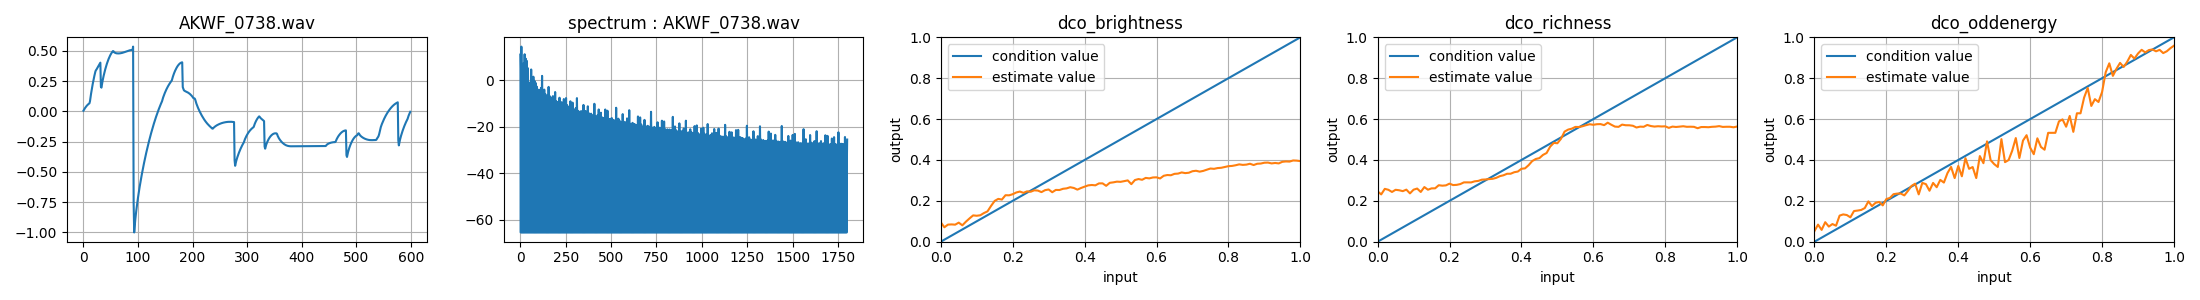 AKWF_0738.wav
0.50
0.25
0.00
−0.25
−0.50
−0.75
−1.00
0 100 200 300 400 500 600
spectrum : AKWF_0738.wav
0
−20
−40
−60
0 250 500 750 1000 1250 1500 1750
dco_brightness
condition value
estimate value
output
1.0
0.8
0.6
0.4
0.2
0.0
0.0 0.2 0.4 0.6 0.8 1.0
input
dco_richness
condition value
estimate value
output
1.0
0.8
0.6
0.4
0.2
0.0
0.0 0.2 0.4 0.6 0.8 1.0
input
dco_oddenergy
condition value
estimate value
output
1.0
0.8
0.6
0.4
0.2
0.0
0.0 0.2 0.4 0.6 0.8 1.0
input